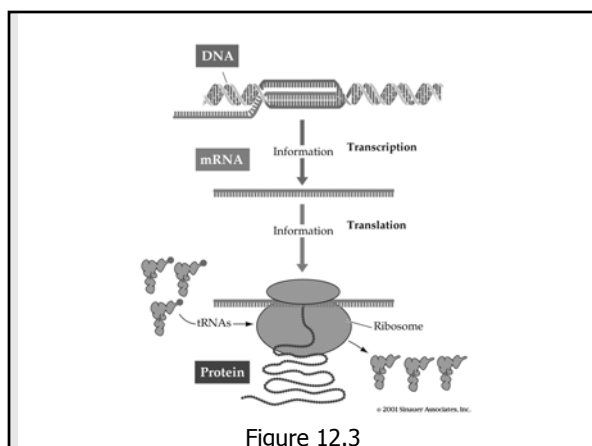 DNA
Information
Transcription
mRNA
Information
Translation
tRNAs
Ribosome
Protein
© 2001 Sinauer Associates, Inc.
Figure 12.3